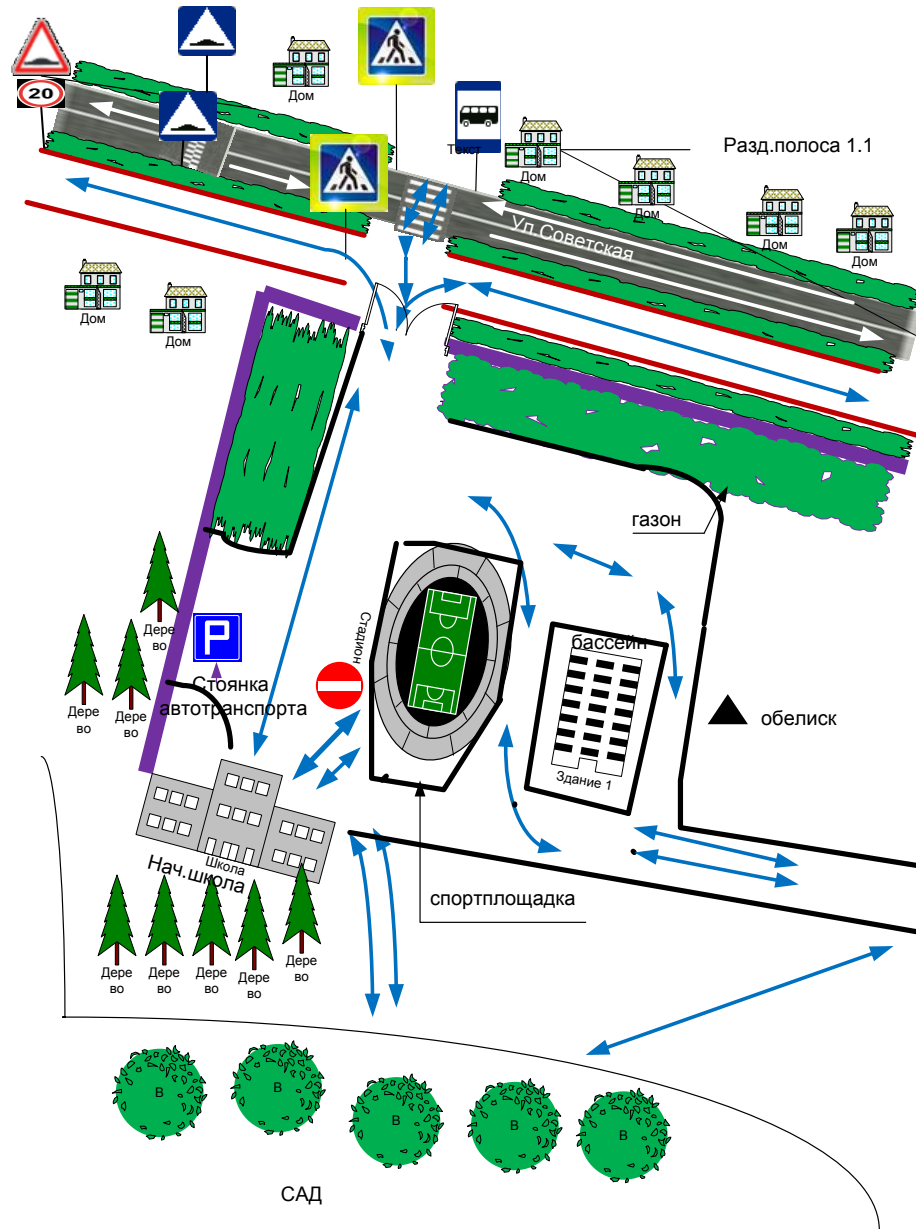 20
Дом
Текст
Дом
Разд.полоса 1.1
Дом
Дом
Дом
Ул.Советская
Дом
Дом
газон
Стадион
Дере
во
Дере
во
Дере
во
P
Стоянка
автотранспорта
бассейн
Здание 1
обелиск
Школа
Нач.школа
спортплощадка
Дере
во
Дере
во
Дере
во
Дере
во
Дере
во
В
В
В
В
В
САД